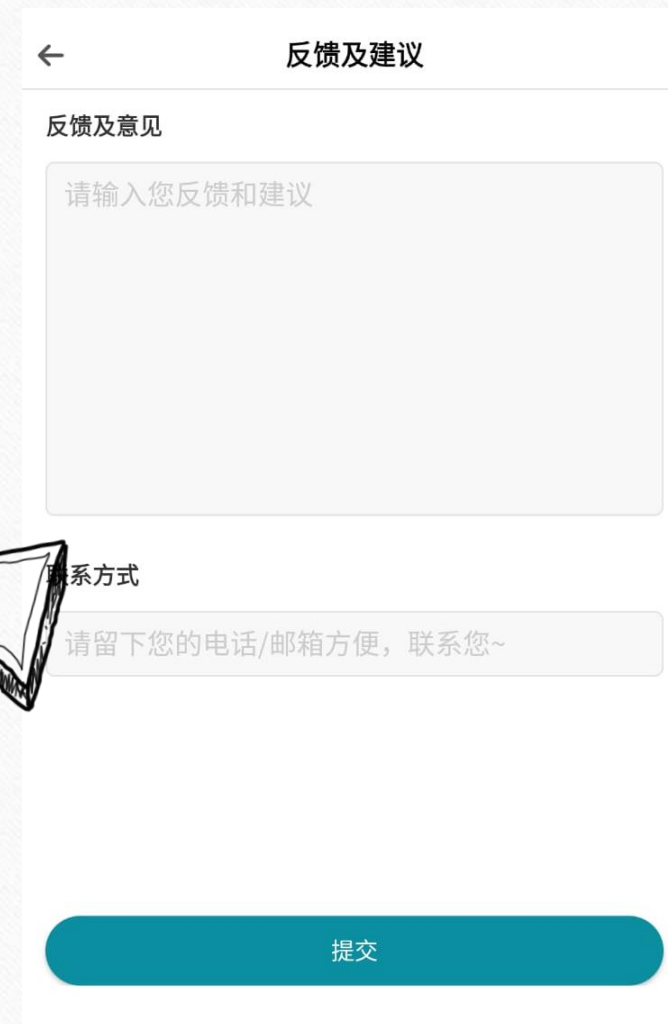 反馈及建议
反馈及意见
请输入您反馈和建议
联系方式
请留下您的电话/邮箱方便，联系您~
提交